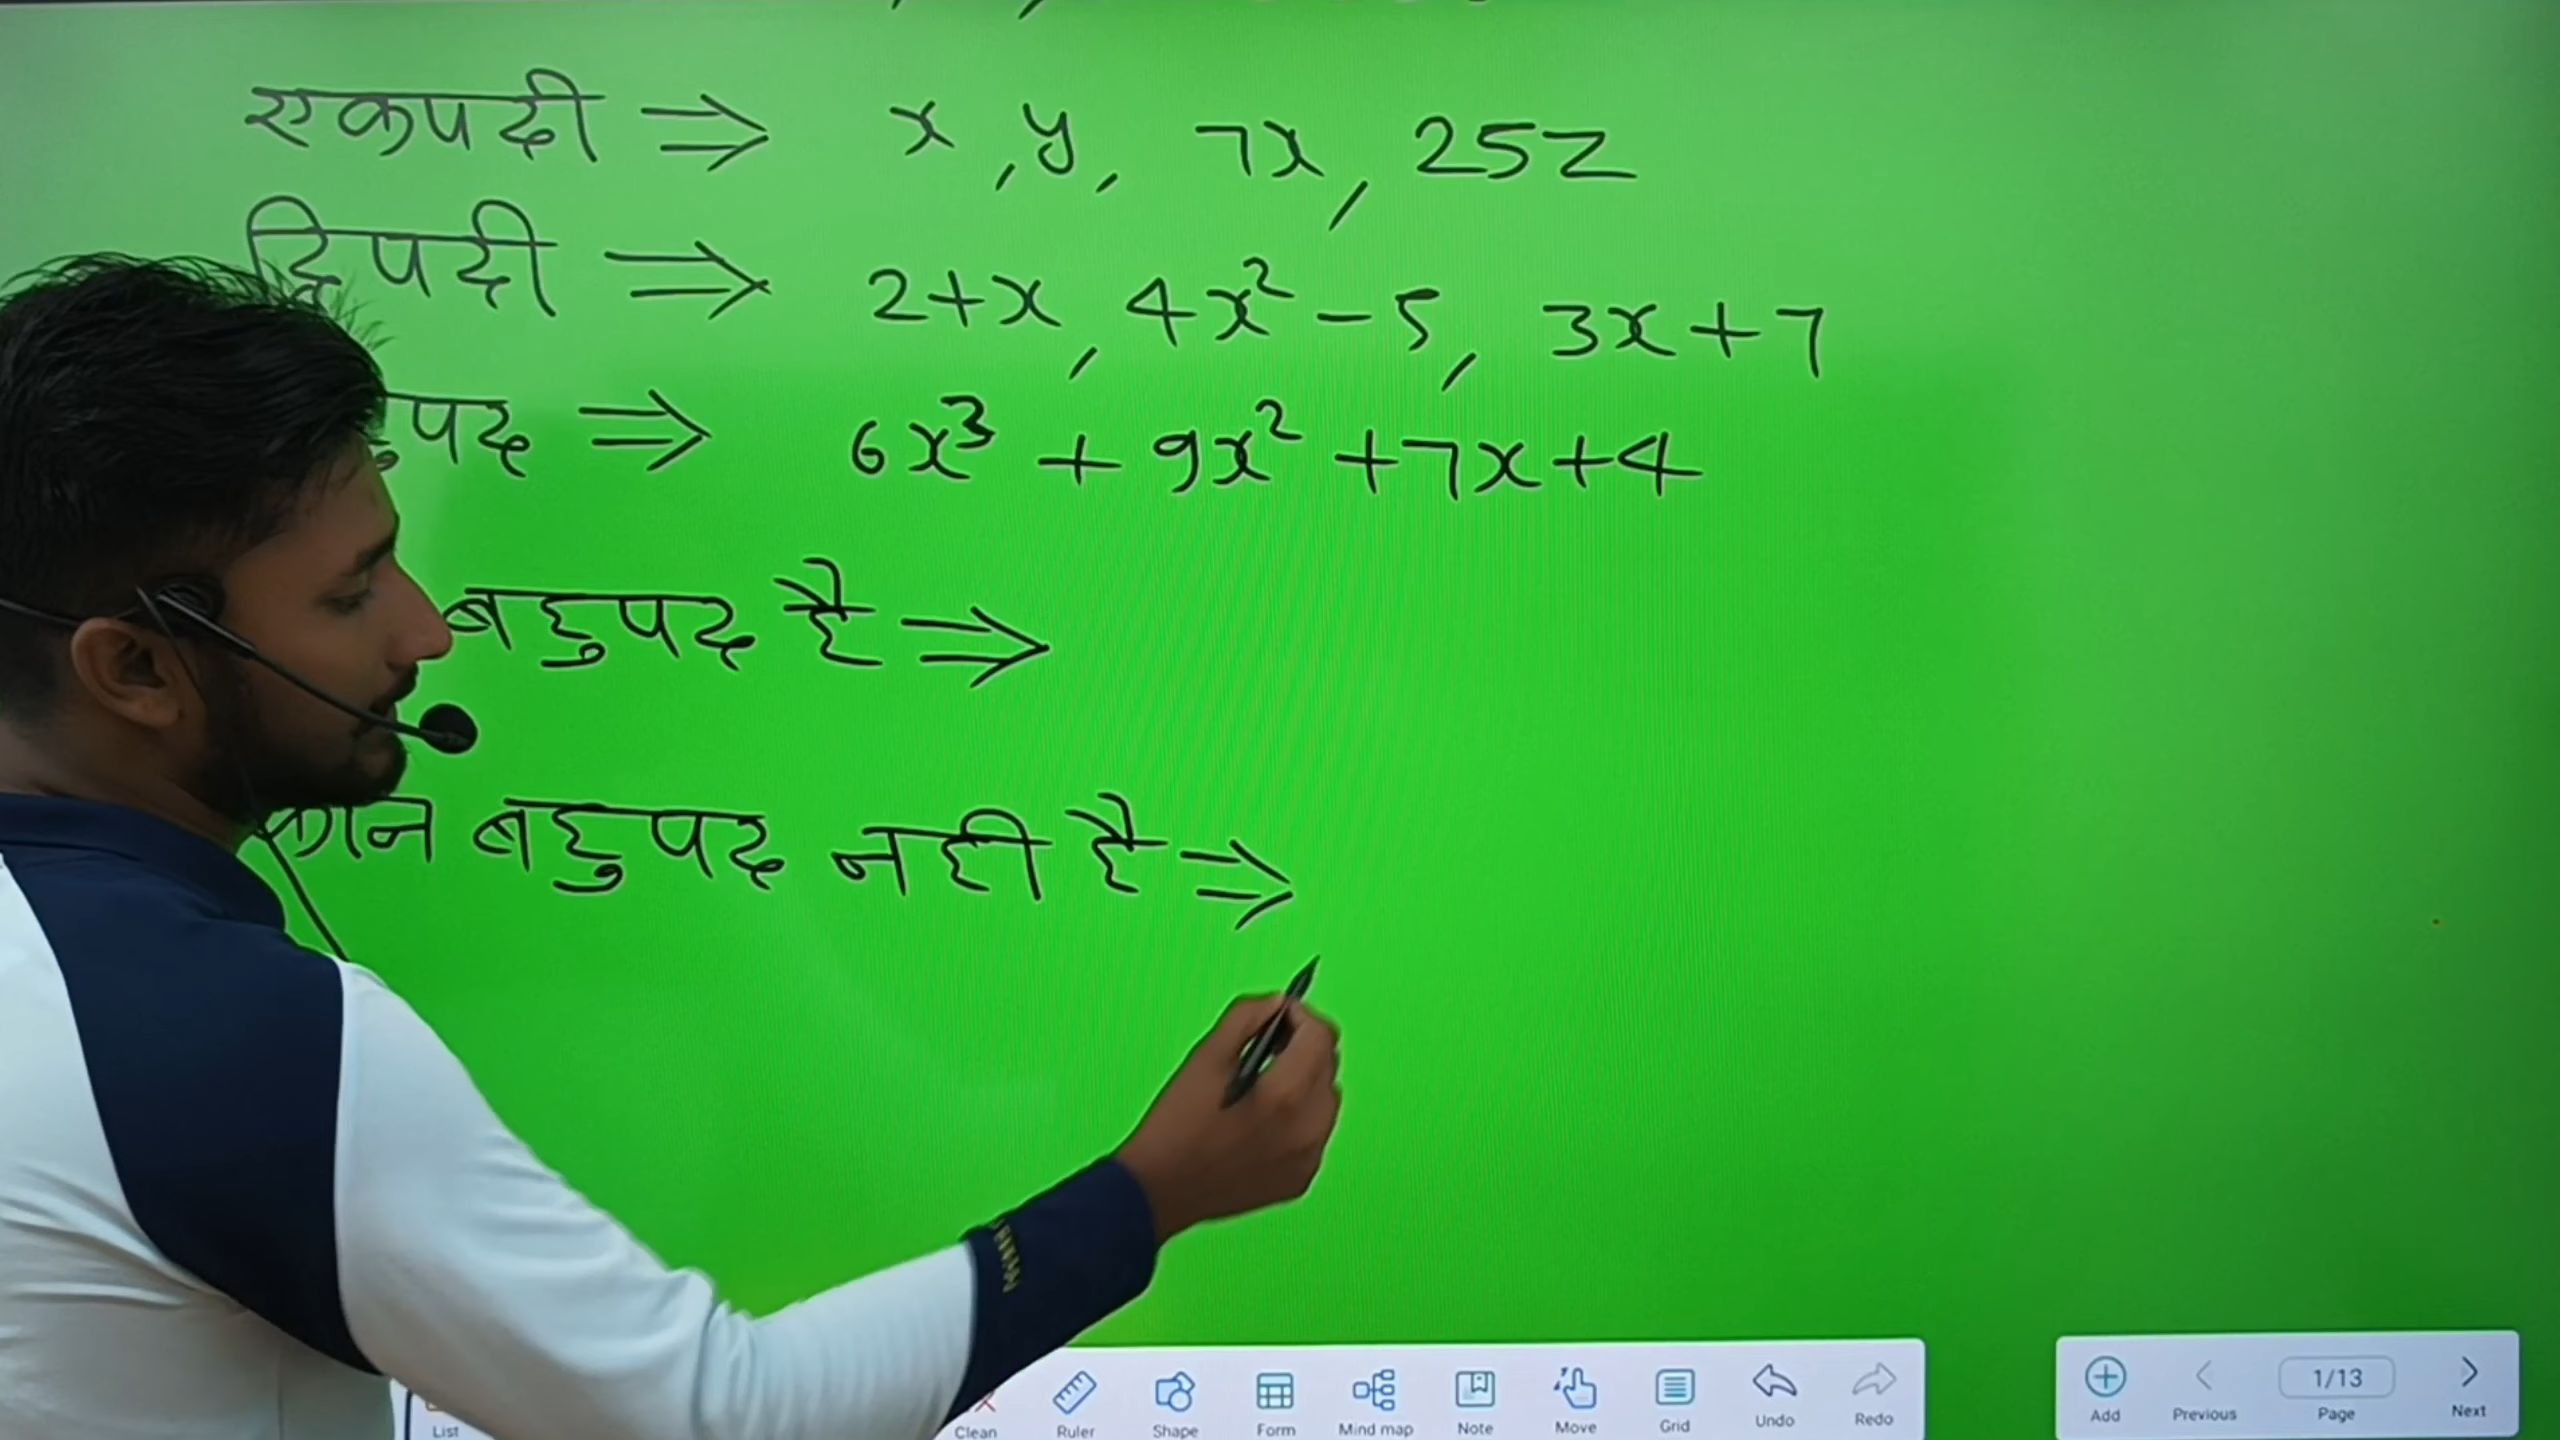 एकपदी ⇒ x, y, 7x, 25z
द्विपदी ⇒ 2+x, 4x² - 5, 3x + 7
पद ⇒ 6x³ + 9x² + 7x + 4
बहुपद है ⇒
बहुपद नही है ⇒
List Clean Ruler Shape Form Mind map Note Move Grid Undo Redo
Add Previous 1/13 Page Next